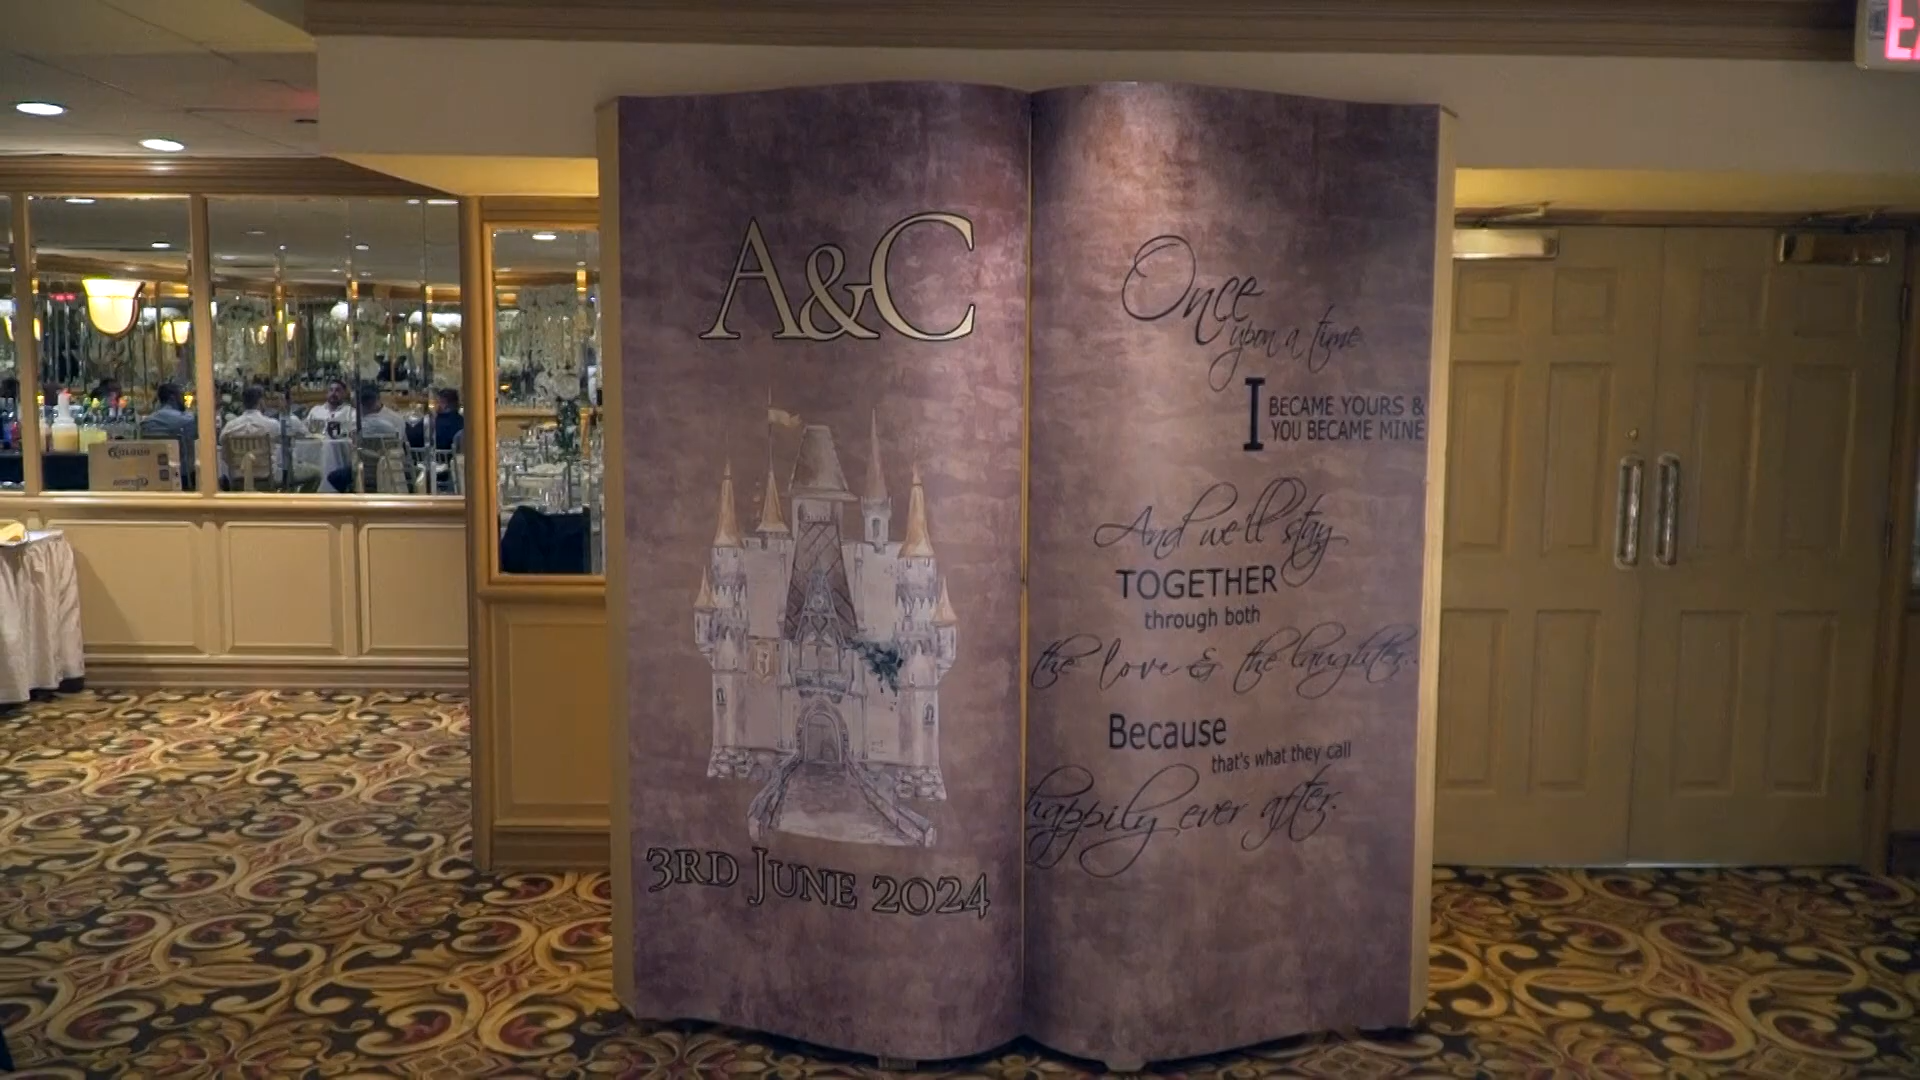 A&C
3RD JUNE 2024
Once
upon a time
I BECAME YOURS &
YOU BECAME MINE
And we'll stay
TOGETHER
through both
the love & the laughter...
Because
that's what they call
happily ever after.
Corona